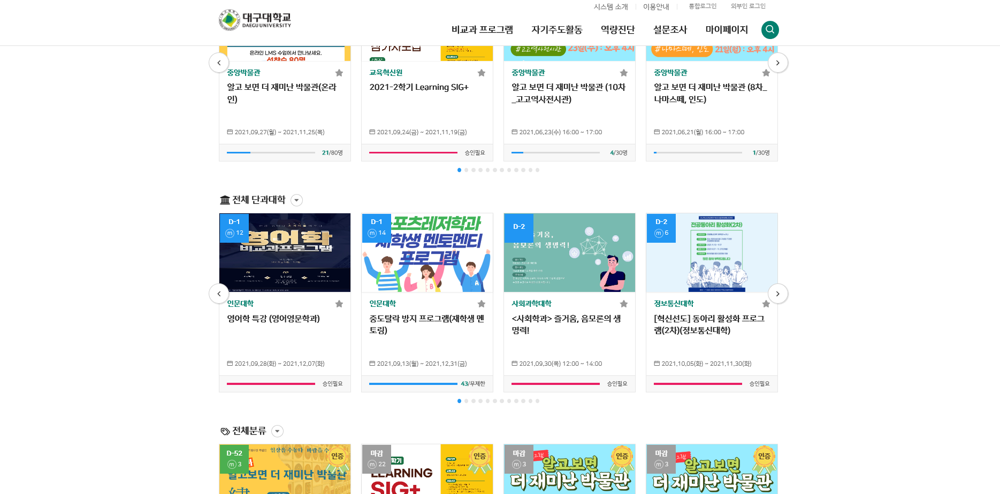 시스템 소개
이용안내
통합로그인
외부인 로그인
대구대학교
DAEGU UNIVERSITY
비교과 프로그램
자기주도활동
역량진단
설문조사
마이페이지
온라인 LMS 수업에서 만나보세요.
선착순 80명
참가자모집
#고고역사전시관
23일(수) : 오후 4시
#나마스떼, 인도
21일(월) : 오후 4시
중앙박물관
알고 보면 더 재미난 박물관(온라
인)
2021.09.27(월) ~ 2021.11.25(목)
21/80명
교육혁신원
2021-2학기 Learning SIG+
2021.09.24(금) ~ 2021.11.19(금)
승인필요
중앙박물관
알고 보면 더 재미난 박물관 (10차
_고고역사전시관)
2021.06.23(수) 16:00 ~ 17:00
4/30명
중앙박물관
알고 보면 더 재미난 박물관 (8차_
나마스떼, 인도)
2021.06.21(월) 16:00 ~ 17:00
1/30명
전체 단과대학
D-1
m 12
영어학
비교과프로그램
인문대학
영어학 특강 (영어영문학과)
2021.09.28(화) ~ 2021.12.07(화)
승인필요
D-1
m 14
스포츠레저학과
재학생 멘토멘티
프로그램
인문대학
중도탈락 방지 프로그램(재학생 멘
토링)
2021.09.13(월) ~ 2021.12.31(금)
43/무제한
D-2
즐거움,
음모론의 생명력!
사회과학대학
<사회학과> 즐거움, 음모론의 생
명력!
2021.09.30(목) 12:00 ~ 14:00
승인필요
D-2
m 6
전공동아리 활성화(2차)
정보통신대학
[혁신선도] 동아리 활성화 프로그
램(2차)(정보통신대학)
2021.10.05(화) ~ 2021.11.30(화)
승인필요
전체분류
D-52
m 3
일상을 수놓다
인증
알고보면 더 재미난 박물관
마감
m 22
학기
인증
LEARNING
SIG+
마감
m 3
인증
알고보면
더 재미난 박물관
마감
m 3
인증
알고보면
더 재미난 박물관